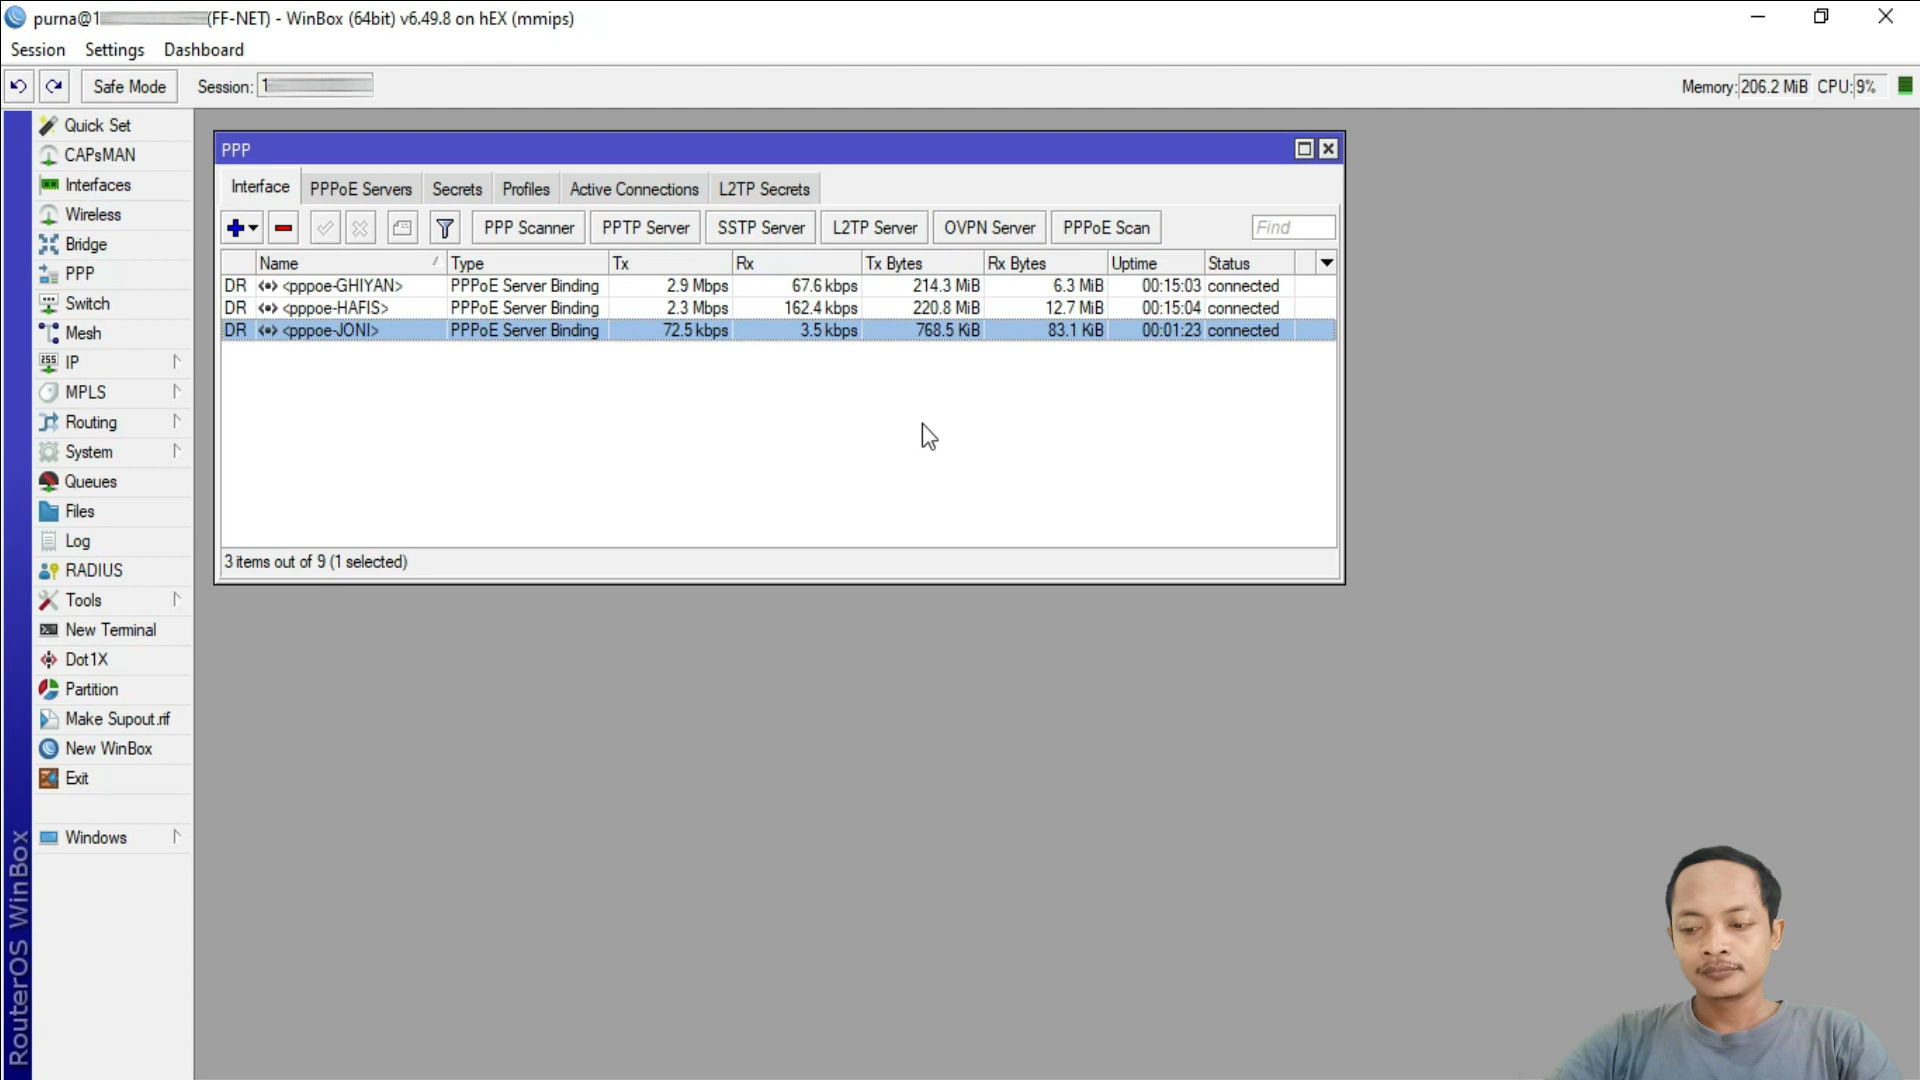 purna@1 (FF-NET) - WinBox (64bit) v6.49.8 on hEX (mmips)
Session Settings Dashboard
Safe Mode Session: 1 Memory: 206.2 MiB CPU: 9%
Quick Set
CAPsMAN
Interfaces
Wireless
Bridge
PPP
Switch
Mesh
IP
MPLS
Routing
System
Queues
Files
Log
RADIUS
Tools
New Terminal
Dot1X
Partition
Make Supout.rif
New WinBox
Exit
Windows
RouterOS WinBox
PPP
Interface PPPoE Servers Secrets Profiles Active Connections L2TP Secrets
PPP Scanner PPTP Server SSTP Server L2TP Server OVPN Server PPPoE Scan Find
Name Type Tx Rx Tx Bytes Rx Bytes Uptime Status
DR <pppoe-GHIYAN> PPPoE Server Binding 2.9 Mbps 67.6 kbps 214.3 MiB 6.3 MiB 00:15:03 connected
DR <pppoe-HAFIS> PPPoE Server Binding 2.3 Mbps 162.4 kbps 220.8 MiB 12.7 MiB 00:15:04 connected
DR <pppoe-JONI> PPPoE Server Binding 72.5 kbps 3.5 kbps 768.5 KiB 83.1 KiB 00:01:23 connected
3 items out of 9 (1 selected)